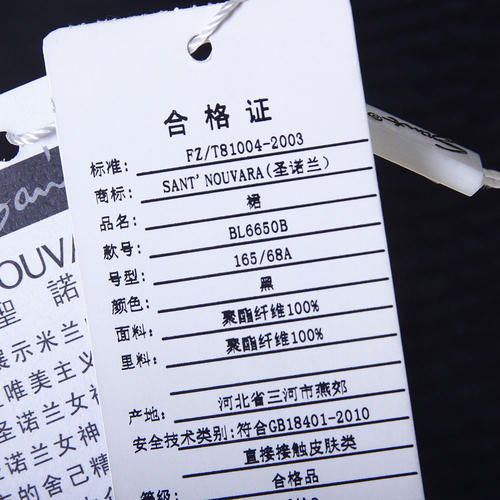 合格证
标准: FZ/T81004-2003
商标: SANT' NOUVARA(圣诺兰)
品名: 裙
款号: BL6650B
号型: 165/68A
颜色: 黑
面料: 聚酯纤维100%
里料: 聚酯纤维100%
产地: 河北省三河市燕郊
安全技术类别: 符合GB18401-2010
直接接触皮肤类
等级: 合格品
OUVA
聖諾
展示米兰
唯美主义
圣诺兰女神
诺兰女神
的舍己精